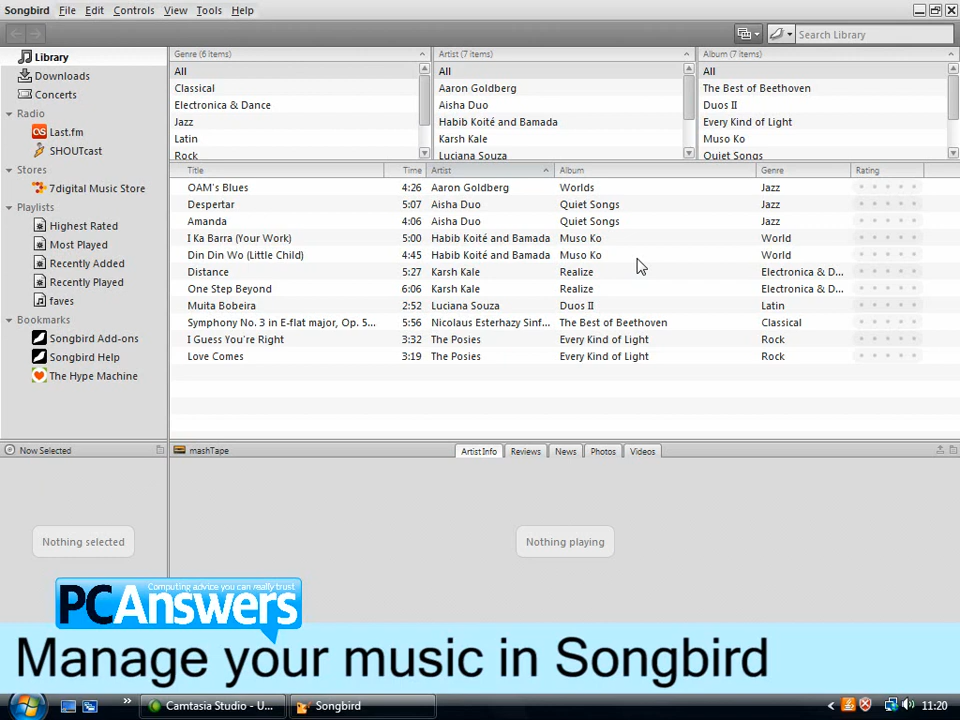 Songbird File Edit Controls View Tools Help
Search Library
Library
Downloads
Concerts
Radio
Last.fm
SHOUTcast
Stores
7digital Music Store
Playlists
Highest Rated
Most Played
Recently Added
Recently Played
faves
Bookmarks
Songbird Add-ons
Songbird Help
The Hype Machine
Genre (6 items)
All
Classical
Electronica & Dance
Jazz
Latin
Rock
Artist (7 items)
All
Aaron Goldberg
Aisha Duo
Habib Koité and Bamada
Karsh Kale
Luciana Souza
Album (7 items)
All
The Best of Beethoven
Duos II
Every Kind of Light
Muso Ko
Quiet Songs
Title Time Artist Album Genre Rating
OAM's Blues 4:26 Aaron Goldberg Worlds Jazz
Despertar 5:07 Aisha Duo Quiet Songs Jazz
Amanda 4:06 Aisha Duo Quiet Songs Jazz
I Ka Barra (Your Work) 5:00 Habib Koité and Bamada Muso Ko World
Din Din Wo (Little Child) 4:45 Habib Koité and Bamada Muso Ko World
Distance 5:27 Karsh Kale Realize Electronica & D...
One Step Beyond 6:06 Karsh Kale Realize Electronica & D...
Muita Bobeira 2:52 Luciana Souza Duos II Latin
Symphony No. 3 in E-flat major, Op. 5... 5:56 Nicolaus Esterhazy Sinf... The Best of Beethoven Classical
I Guess You're Right 3:32 The Posies Every Kind of Light Rock
Love Comes 3:19 The Posies Every Kind of Light Rock
Now Selected
Nothing selected
mashTape Artist Info Reviews News Photos Videos
Nothing playing
Computing advice you can really trust
PCAnswers
Manage your music in Songbird
Camtasia Studio - U... Songbird 11:20